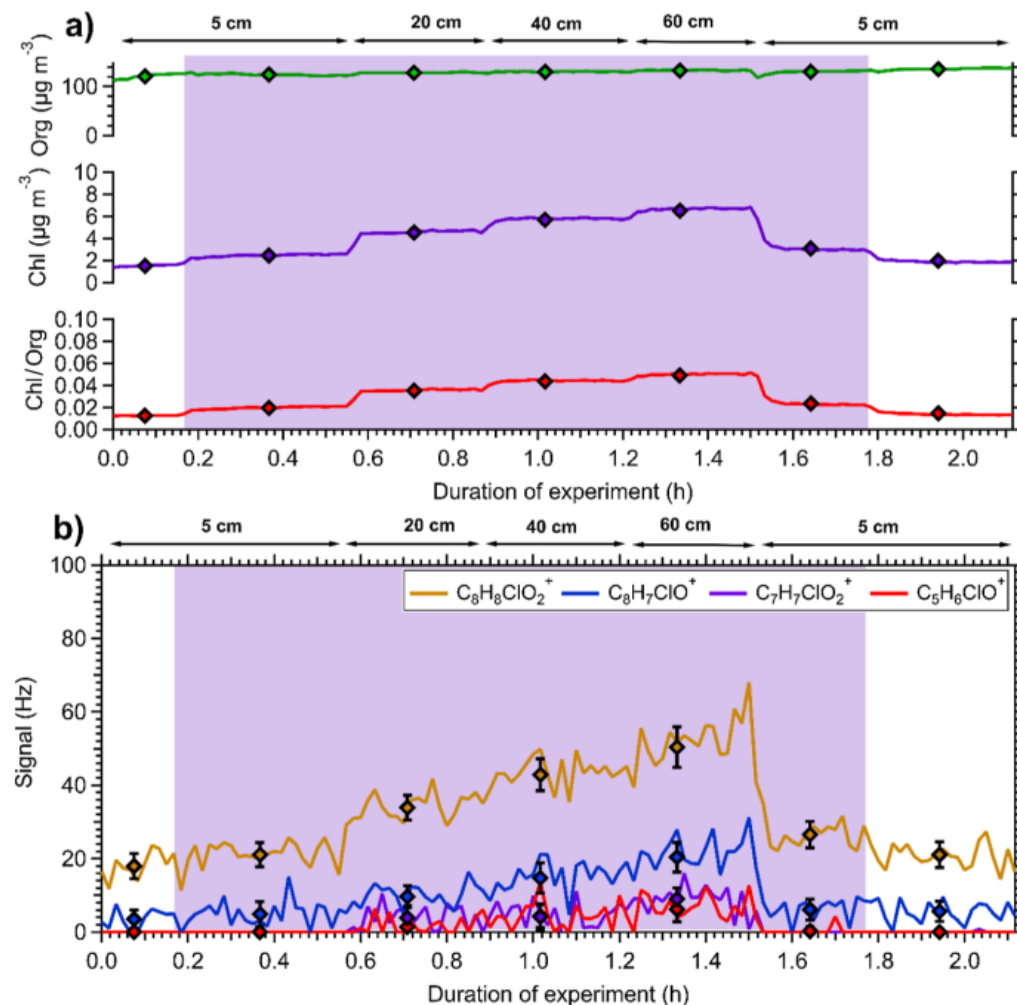 a)
5 cm 20 cm 40 cm 60 cm 5 cm
Org (µg m⁻³)
100
0
Chl (µg m⁻³)
10
8
6
4
2
0
Chl/Org
0.10
0.08
0.06
0.04
0.02
0.00
0.0 0.2 0.4 0.6 0.8 1.0 1.2 1.4 1.6 1.8 2.0
Duration of experiment (h)
b)
5 cm 20 cm 40 cm 60 cm 5 cm
C₈H₈ClO₂⁺ C₈H₇ClO⁺ C₇H₇ClO₂⁺ C₅H₆ClO⁺
Signal (Hz)
100
80
60
40
20
0
0.0 0.2 0.4 0.6 0.8 1.0 1.2 1.4 1.6 1.8 2.0
Duration of experiment (h)